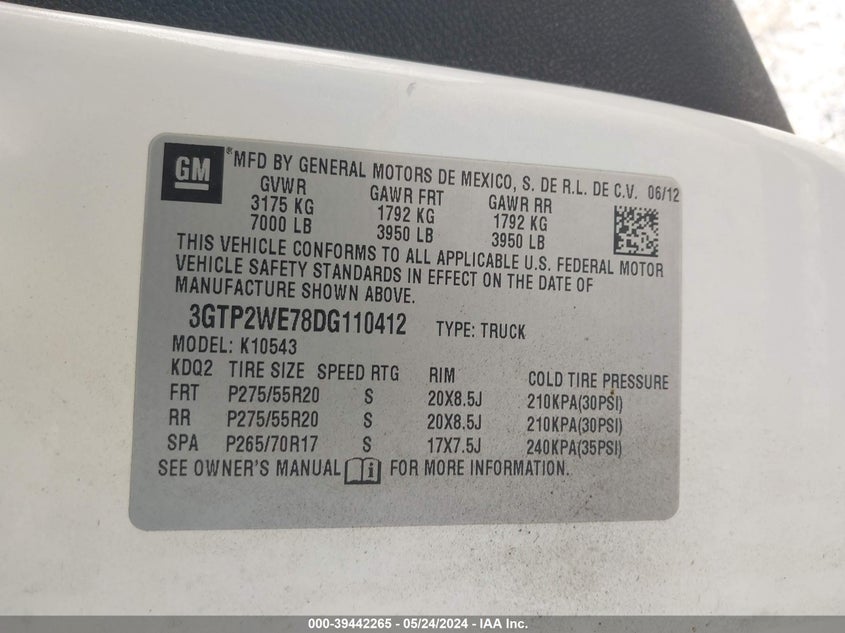 GM ® MFD BY GENERAL MOTORS DE MEXICO, S. DE R.L. DE C.V. 06/12
GVWR GAWR FRT GAWR RR
3175 KG 1792 KG 1792 KG
7000 LB 3950 LB 3950 LB
THIS VEHICLE CONFORMS TO ALL APPLICABLE U.S. FEDERAL MOTOR
VEHICLE SAFETY STANDARDS IN EFFECT ON THE DATE OF
MANUFACTURE SHOWN ABOVE.
3GTP2WE78DG110412 TYPE: TRUCK
MODEL: K10543
KDQ2 TIRE SIZE SPEED RTG RIM COLD TIRE PRESSURE
FRT P275/55R20 S 20X8.5J 210KPA(30PSI)
RR P275/55R20 S 20X8.5J 210KPA(30PSI)
SPA P265/70R17 S 17X7.5J 240KPA(35PSI)
SEE OWNER'S MANUAL i FOR MORE INFORMATION.
000-39442265 - 05/24/2024 - IAA Inc.